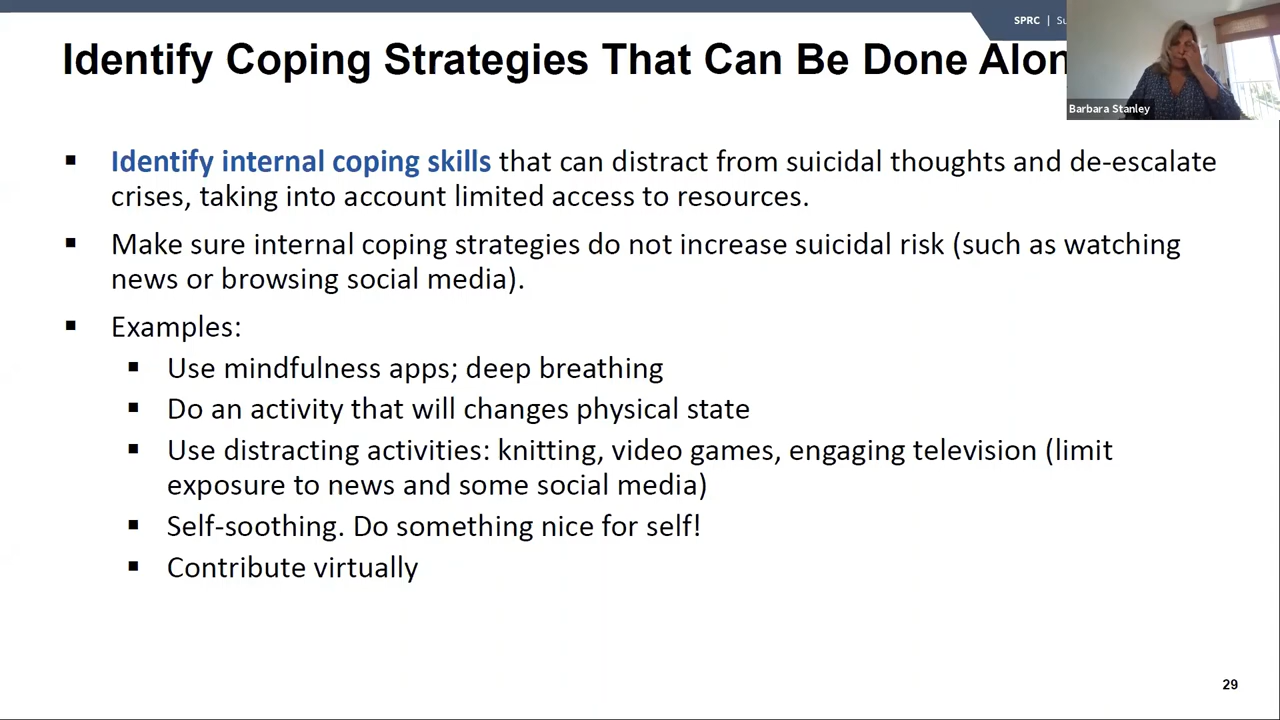 SPRC | Su
Identify Coping Strategies That Can Be Done Alon
Barbara Stanley
Identify internal coping skills that can distract from suicidal thoughts and de-escalate
crises, taking into account limited access to resources.
Make sure internal coping strategies do not increase suicidal risk (such as watching
news or browsing social media).
Examples:
Use mindfulness apps; deep breathing
Do an activity that will changes physical state
Use distracting activities: knitting, video games, engaging television (limit
exposure to news and some social media)
Self-soothing. Do something nice for self!
Contribute virtually
29